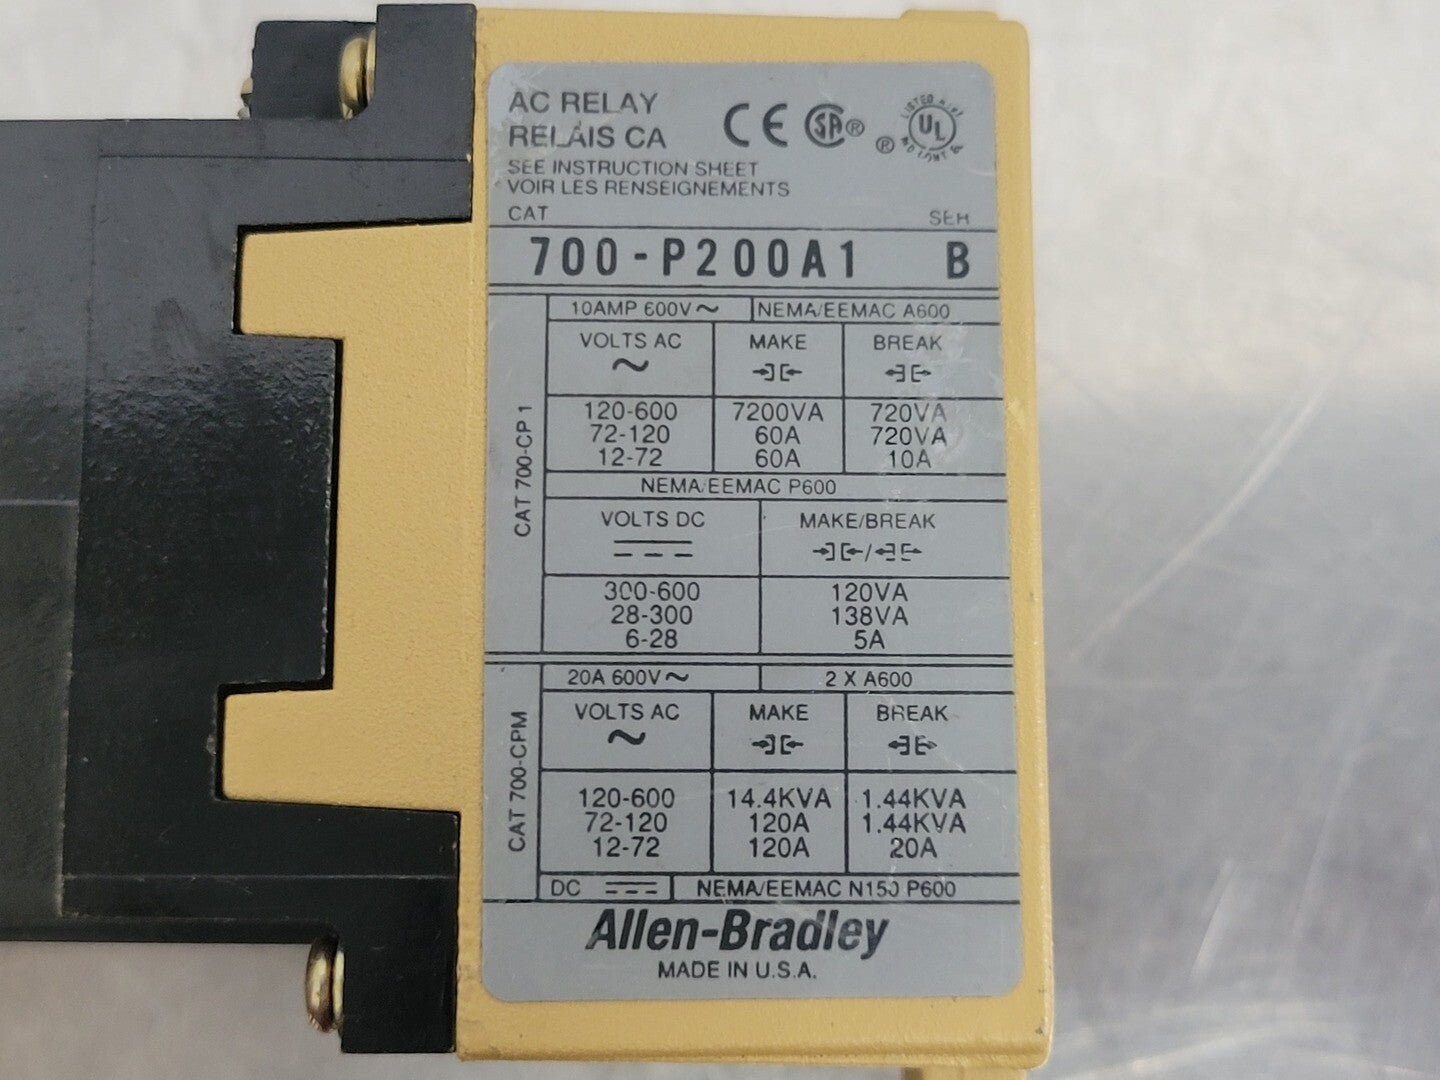 AC RELAY
RELAIS CA
CE SA ® ® UL
SEE INSTRUCTION SHEET
VOIR LES RENSEIGNEMENTS
CAT SER
700-P200A1 B
10AMP 600V~ NEMA/EEMAC A600
VOLTS AC MAKE BREAK
120-600 7200VA 720VA
72-120 60A 720VA
12-72 60A 10A
CAT 700-CP1
NEMA/EEMAC P600
VOLTS DC MAKE/BREAK
300-600 120VA
28-300 138VA
6-28 5A
20A 600V~ 2 X A600
VOLTS AC MAKE BREAK
120-600 14.4KVA 1.44KVA
72-120 120A 1.44KVA
12-72 120A 20A
CAT 700-CPM
DC NEMA/EEMAC N150 P600
Allen-Bradley
MADE IN U.S.A.